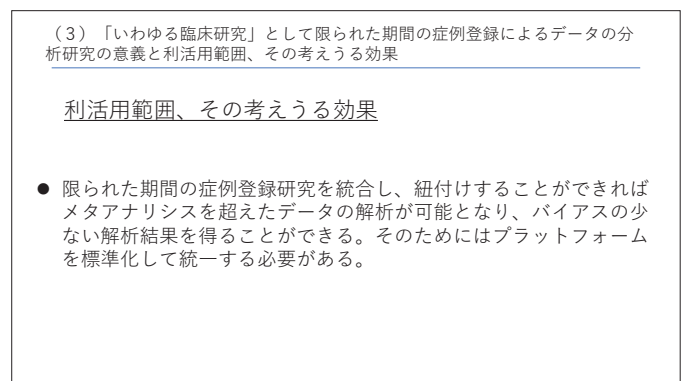 （３）「いわゆる臨床研究」として限られた期間の症例登録によるデータの分
析研究の意義と利活用範囲、その考えうる効果
利活用範囲、その考えうる効果
● 限られた期間の症例登録研究を統合し、紐付けすることができれば
メタアナリシスを超えたデータの解析が可能となり、バイアスの少
ない解析結果を得ることができる。そのためにはプラットフォーム
を標準化して統一する必要がある。